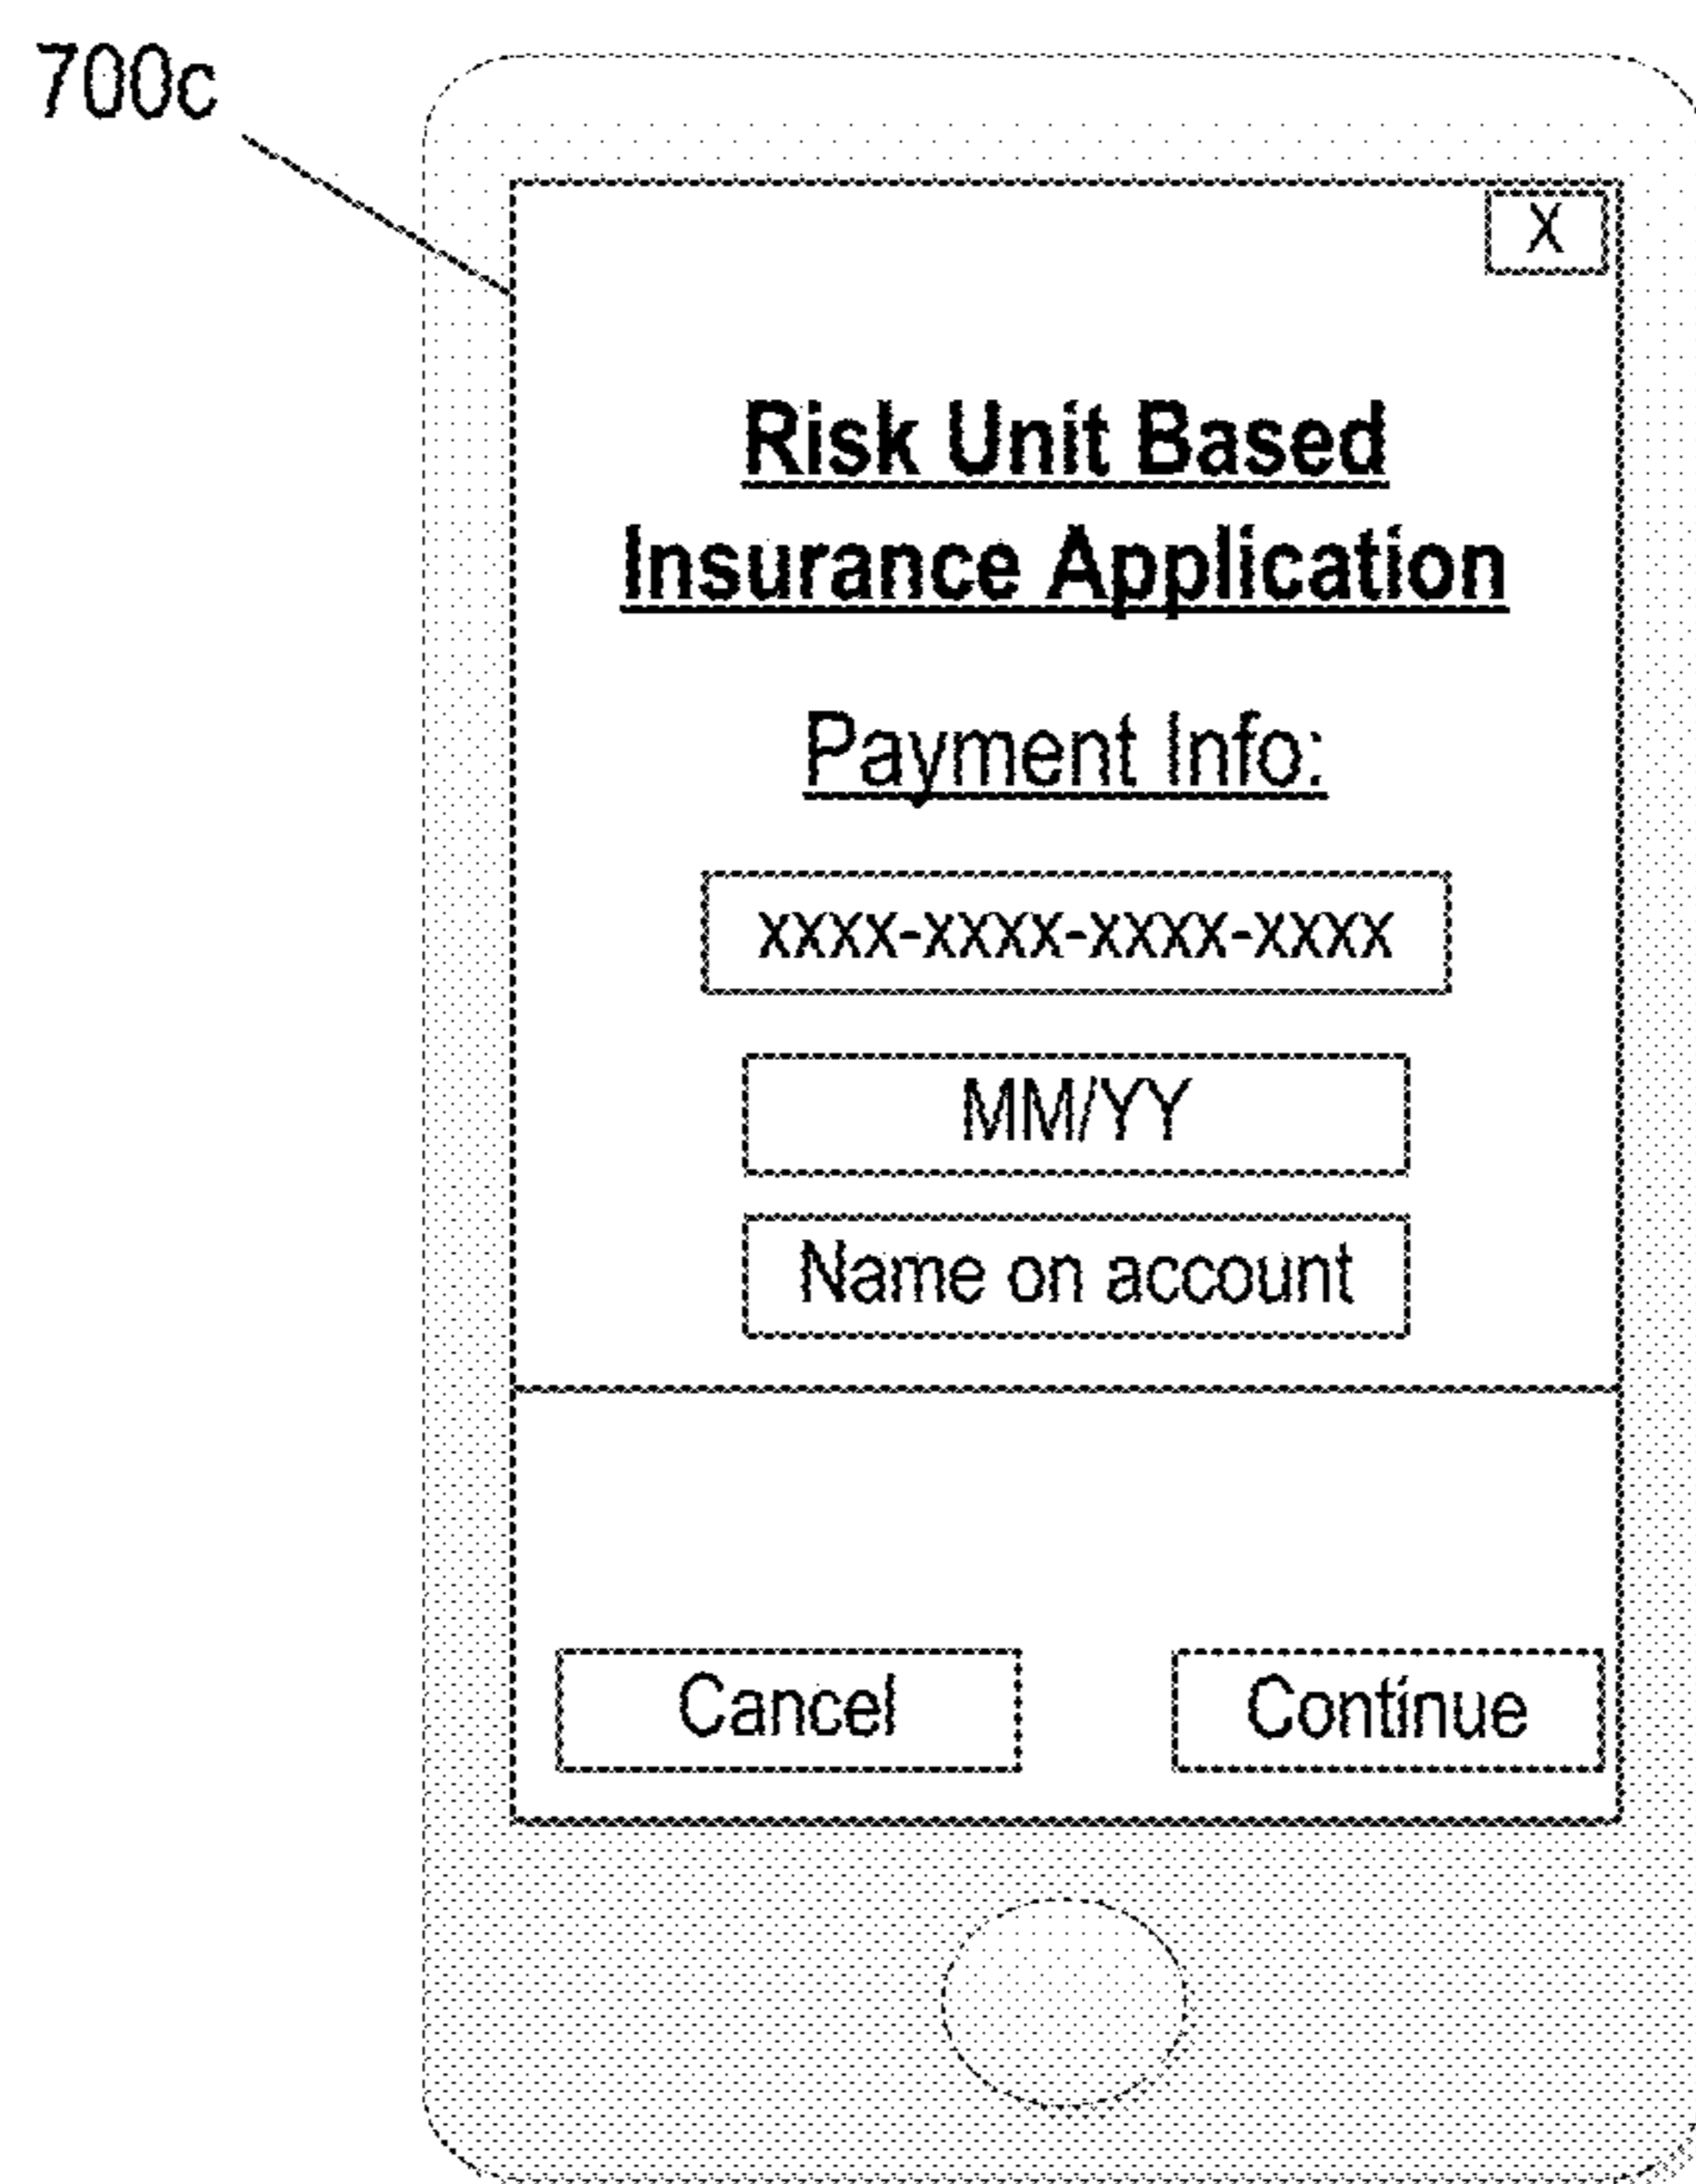 700c
X
Risk Unit Based
Insurance Application
Payment Info:
xxxx-xxxx-xxxx-xxxx
MM/YY
Name on account
Cancel Continue